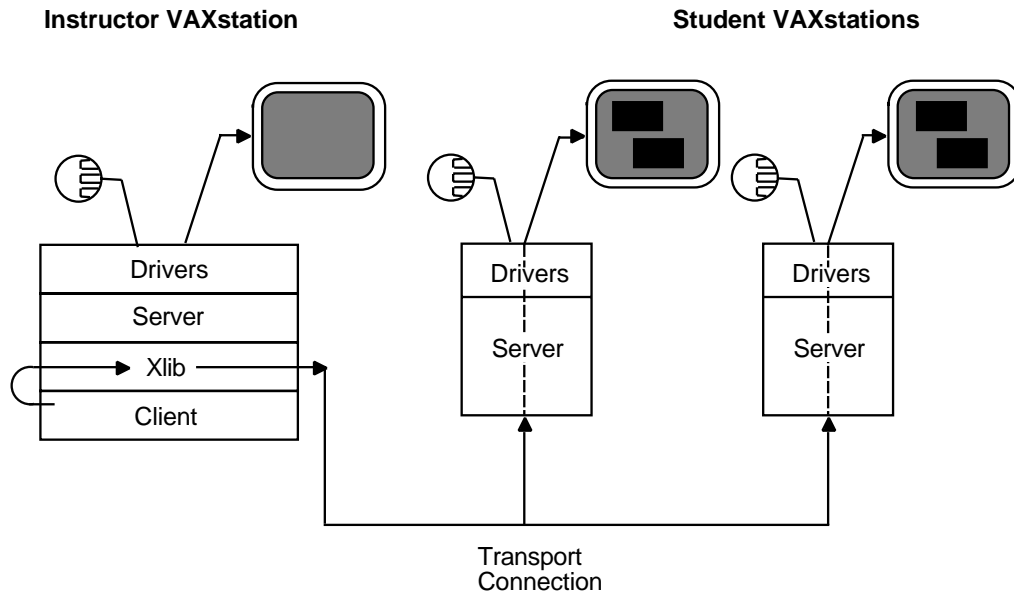 Instructor VAXstation
Student VAXstations
Drivers
Server
Xlib
Client
Drivers
Server
Drivers
Server
Transport
Connection